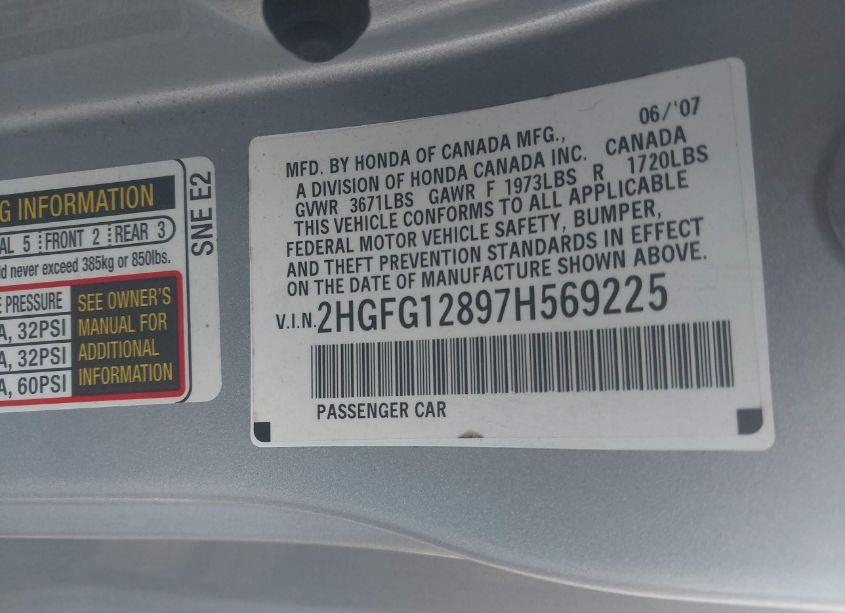 G INFORMATION
AL 5 FRONT 2 REAR 3
d never exceed 385kg or 850lbs.
E PRESSURE
A, 32PSI
A, 32PSI
A, 60PSI
SEE OWNER'S
MANUAL FOR
ADDITIONAL
INFORMATION
SNE E2
06/'07
MFD. BY HONDA OF CANADA MFG.,
A DIVISION OF HONDA CANADA INC. CANADA
GVWR 3671LBS GAWR F 1973LBS R 1720LBS
THIS VEHICLE CONFORMS TO ALL APPLICABLE
FEDERAL MOTOR VEHICLE SAFETY, BUMPER,
AND THEFT PREVENTION STANDARDS IN EFFECT
ON THE DATE OF MANUFACTURE SHOWN ABOVE.
V.I.N. 2HGFG12897H569225
PASSENGER CAR